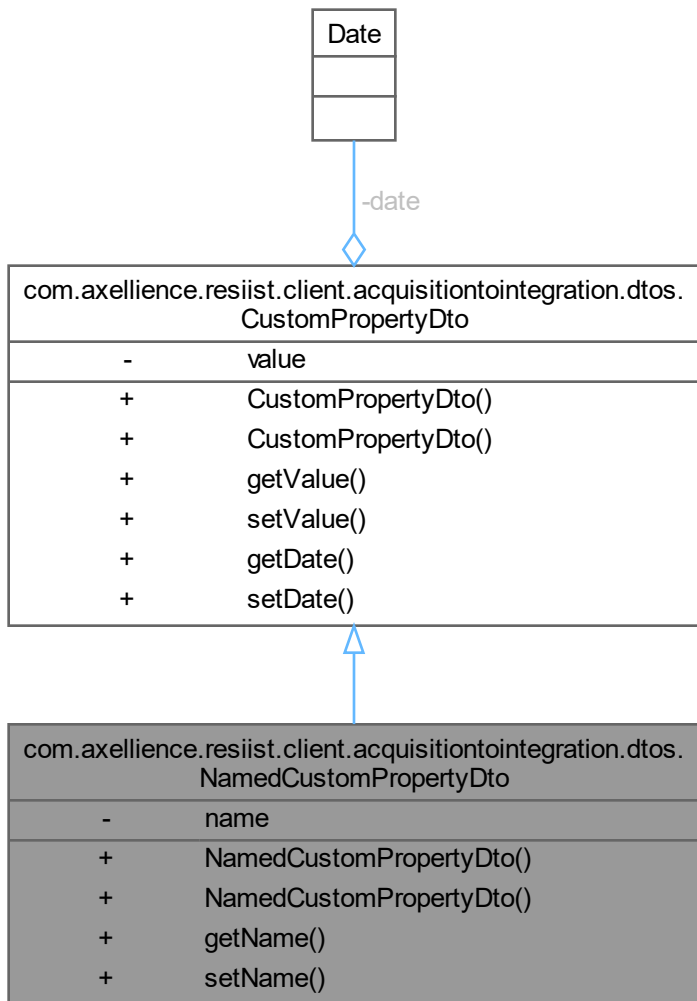 Date
-date
com.axellience.resiist.client.acquisitiontointegration.dtos.
CustomPropertyDto
- value
+ CustomPropertyDto()
+ CustomPropertyDto()
+ getValue()
+ setValue()
+ getDate()
+ setDate()
com.axellience.resiist.client.acquisitiontointegration.dtos.
NamedCustomPropertyDto
- name
+ NamedCustomPropertyDto()
+ NamedCustomPropertyDto()
+ getName()
+ setName()